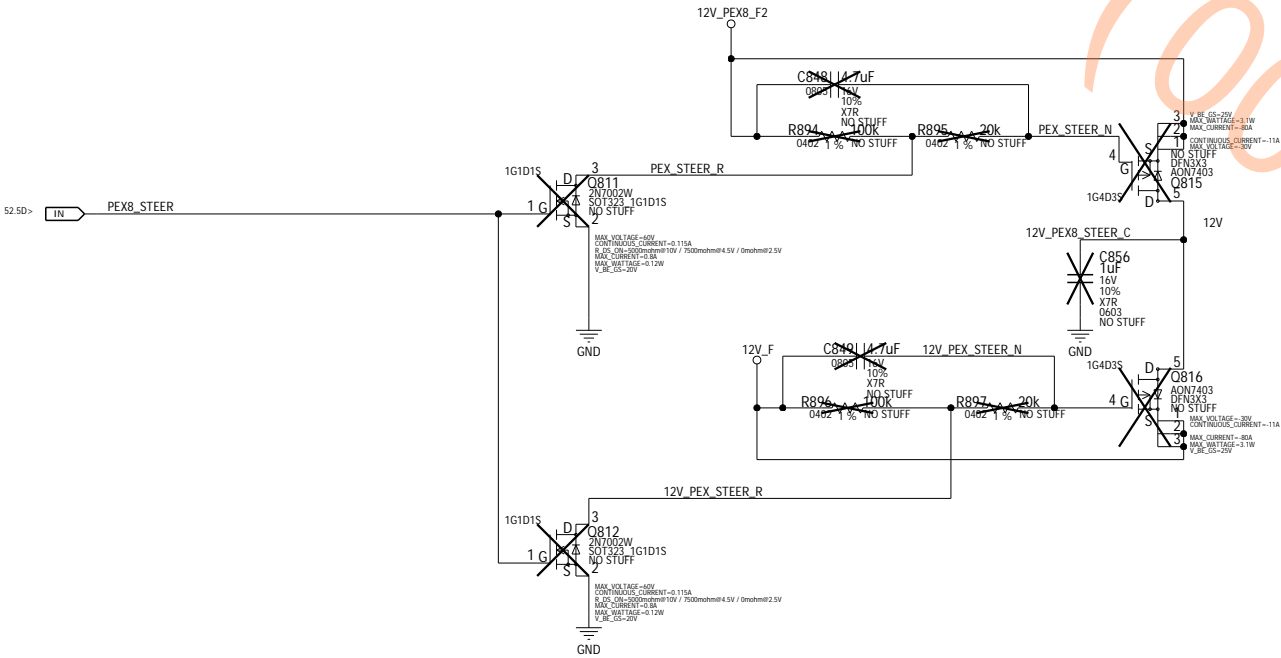 12V_PEX8_F2
C848 4.7uF
0805 16V
10%
X7R
NO STUFF
R894 100k
0402 1 % NO STUFF
R895 20k
0402 1 % NO STUFF
PEX_STEER_N
3
2
1
V_BE_GS=25V
MAX_WATTAGE=3.1W
MAX_CURRENT=-80A
CONTINUOUS_CURRENT=-11A
MAX_VOLTAGE=-30V
S
NO STUFF
DFN3X3
AON7403
Q815
4
G
5
1G4D3S
D
PEX_STEER_R
1G1D1S
D
3
Q811
2N7002W
SOT323_1G1D1S
NO STUFF
1 G
S
2
MAX_VOLTAGE=60V
CONTINUOUS_CURRENT=0.115A
R_DS_ON=5000mohm@10V / 7500mohm@4.5V / 0mohm@2.5V
MAX_CURRENT=0.8A
MAX_WATTAGE=0.12W
V_BE_GS=20V
GND
52.5D>
IN
PEX8_STEER
12V
12V_PEX8_STEER_C
C856
1uF
16V
10%
X7R
0603
NO STUFF
GND
12V_F
C849 4.7uF
0805 16V
10%
X7R
NO STUFF
12V_PEX_STEER_N
R896 100k
0402 1 % NO STUFF
R897 20k
0402 1 % NO STUFF
1G4D3S
D
5
Q816
AON7403
DFN3X3
NO STUFF
4 G
S
1
2
3
MAX_VOLTAGE=-30V
CONTINUOUS_CURRENT=-11A
MAX_CURRENT=-80A
MAX_WATTAGE=3.1W
V_BE_GS=25V
12V_PEX_STEER_R
1G1D1S
D
3
Q812
2N7002W
SOT323_1G1D1S
NO STUFF
1 G
S
2
MAX_VOLTAGE=60V
CONTINUOUS_CURRENT=0.115A
R_DS_ON=5000mohm@10V / 7500mohm@4.5V / 0mohm@2.5V
MAX_CURRENT=0.8A
MAX_WATTAGE=0.12W
V_BE_GS=20V
GND